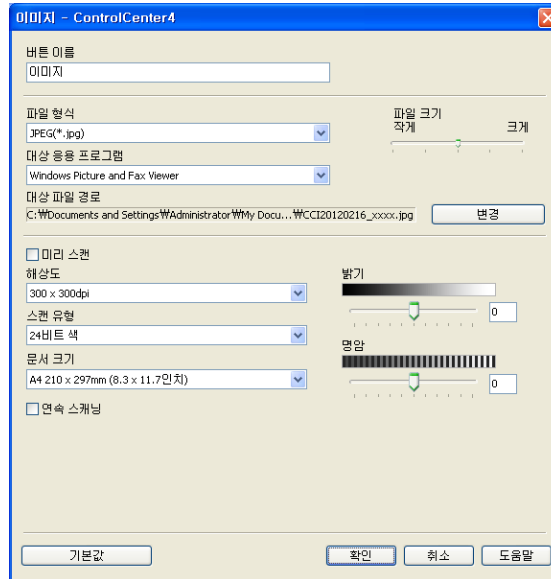 이미지 - ControlCenter4
버튼 이름
이미지
파일 형식
JPEG(*.jpg)
파일 크기
작게 크게
대상 응용 프로그램
Windows Picture and Fax Viewer
대상 파일 경로
C:₩Documents and Settings₩Administrator₩My Docu...₩CCI20120216_xxxx.jpg 변경
미리 스캔
해상도
300 x 300dpi
스캔 유형
24비트 색
문서 크기
A4 210 x 297mm (8.3 x 11.7인치)
연속 스캐닝
밝기
0
명암
0
기본값 확인 취소 도움말